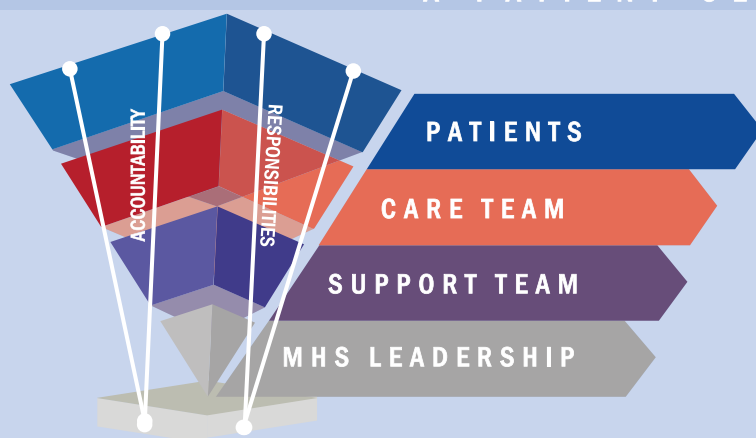 ACCOUNTABILITY
RESPONSIBILITIES
PATIENTS
CARE TEAM
SUPPORT TEAM
MHS LEADERSHIP